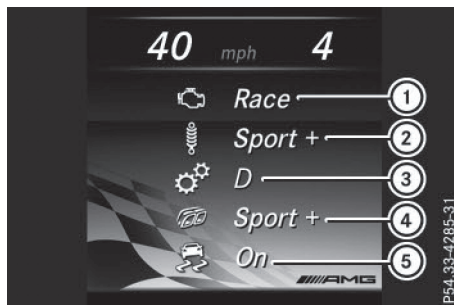 40 mph 4
Race 1
Sport + 2
D 3
Sport + 4
On 5
AMG
P54.33-4285-31